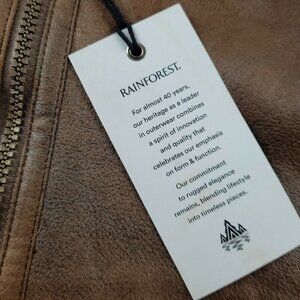 RAINFOREST.
For almost 40 years,
our heritage as a leader
in outerwear combines
a spirit of innovation
and quality that
celebrates our emphasis
on form & function.
Our commitment
to rugged elegance
remains, blending lifestyle
into timeless pieces.